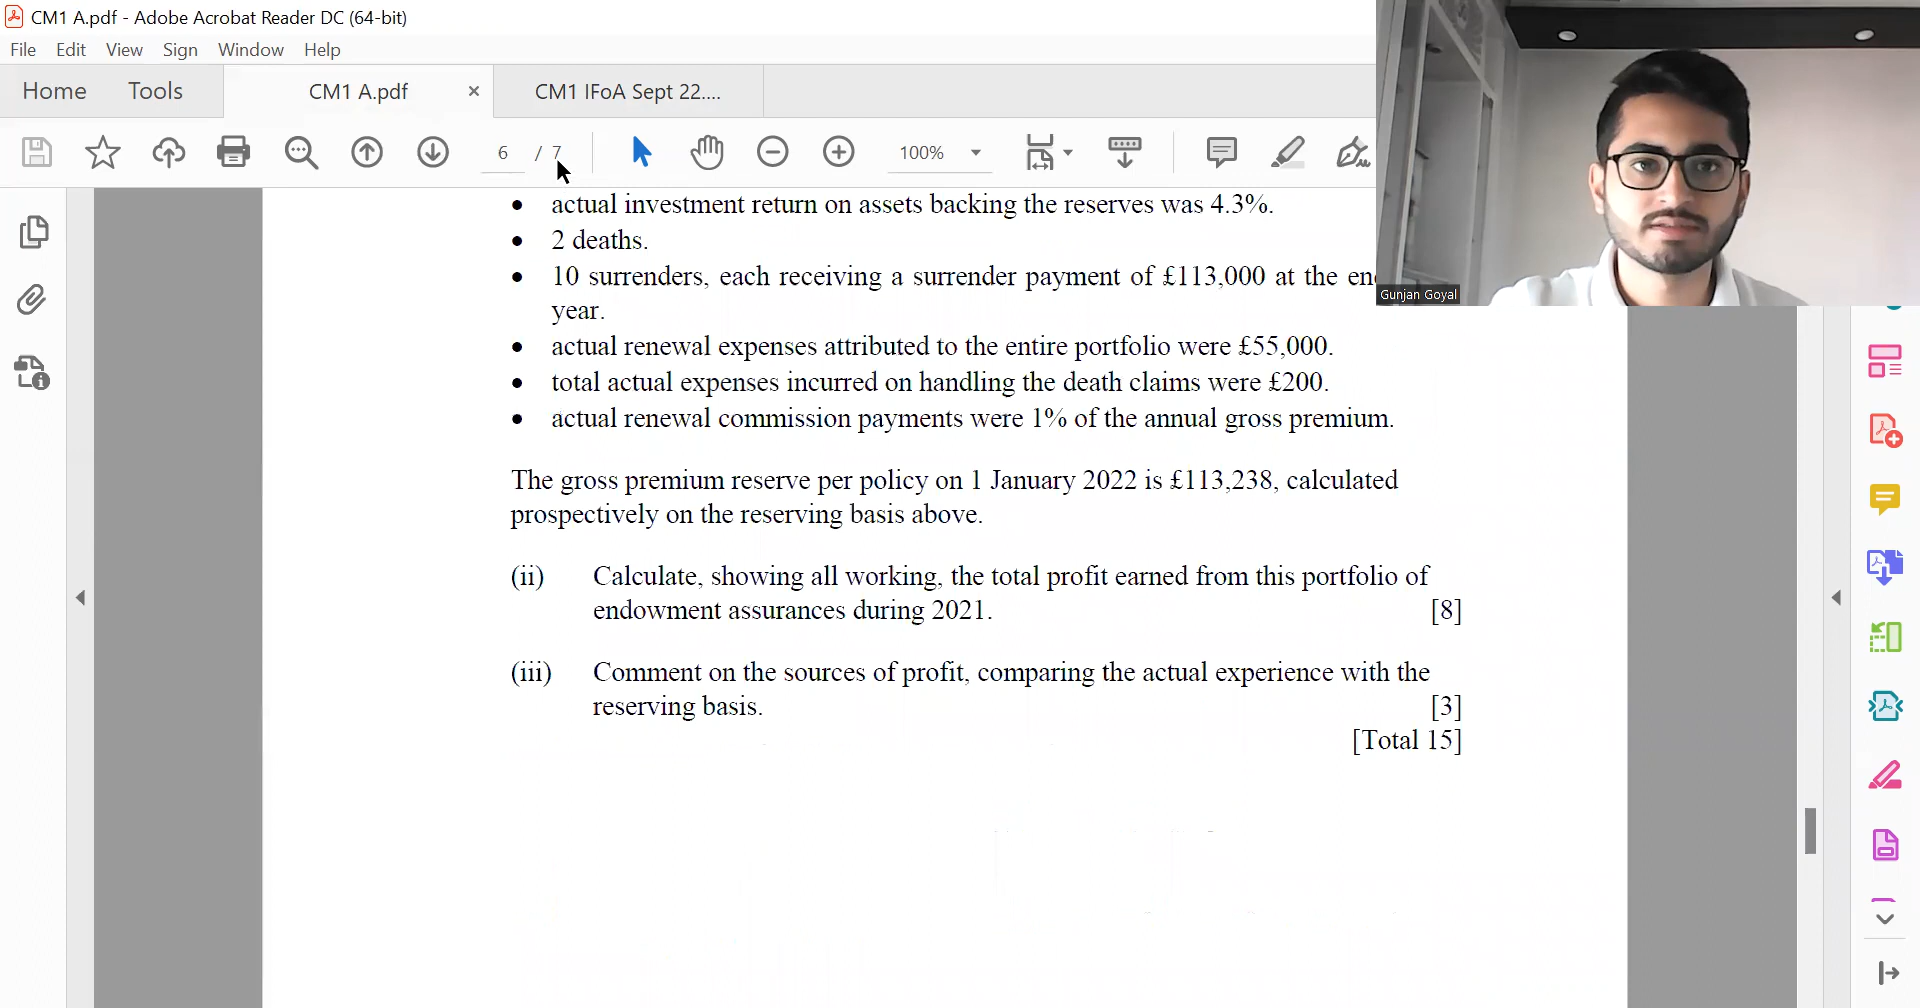 CM1 A.pdf - Adobe Acrobat Reader DC (64-bit)
File Edit View Sign Window Help
Home Tools CM1 A.pdf × CM1 IFoA Sept 22....
6 / 7 100%
• actual investment return on assets backing the reserves was 4.3%.
• 2 deaths.
• 10 surrenders, each receiving a surrender payment of £113,000 at the
year.
• actual renewal expenses attributed to the entire portfolio were £55,000.
• total actual expenses incurred on handling the death claims were £200.
• actual renewal commission payments were 1% of the annual gross premium.
The gross premium reserve per policy on 1 January 2022 is £113,238, calculated
prospectively on the reserving basis above.
(ii) Calculate, showing all working, the total profit earned from this portfolio of
endowment assurances during 2021. [8]
(iii) Comment on the sources of profit, comparing the actual experience with the
reserving basis. [3]
[Total 15]
Gunjan Goyal